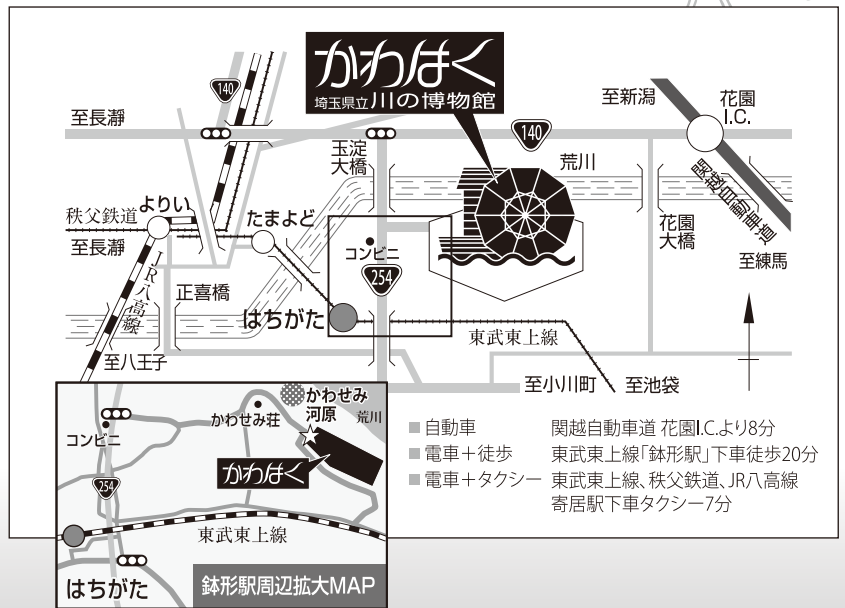 かわはく
埼玉県立 川の博物館
140
至長瀞
玉淀
大橋
140
荒川
至新潟
花園
I.C.
関越自動車道
秩父鉄道
よりい
至長瀞
たまよど
コンビニ
254
花園
大橋
至練馬
JR八高線
正喜橋
はちがた
東武東上線
至八王子
至小川町
至池袋
かわせみ
河原
荒川
かわせみ荘
コンビニ
かわはく
254
東武東上線
はちがた
鉢形駅周辺拡大MAP
■自動車 関越自動車道 花園I.C.より8分
■電車+徒歩 東武東上線「鉢形駅」下車徒歩20分
■電車+タクシー 東武東上線、秩父鉄道、JR八高線
寄居駅下車タクシー7分